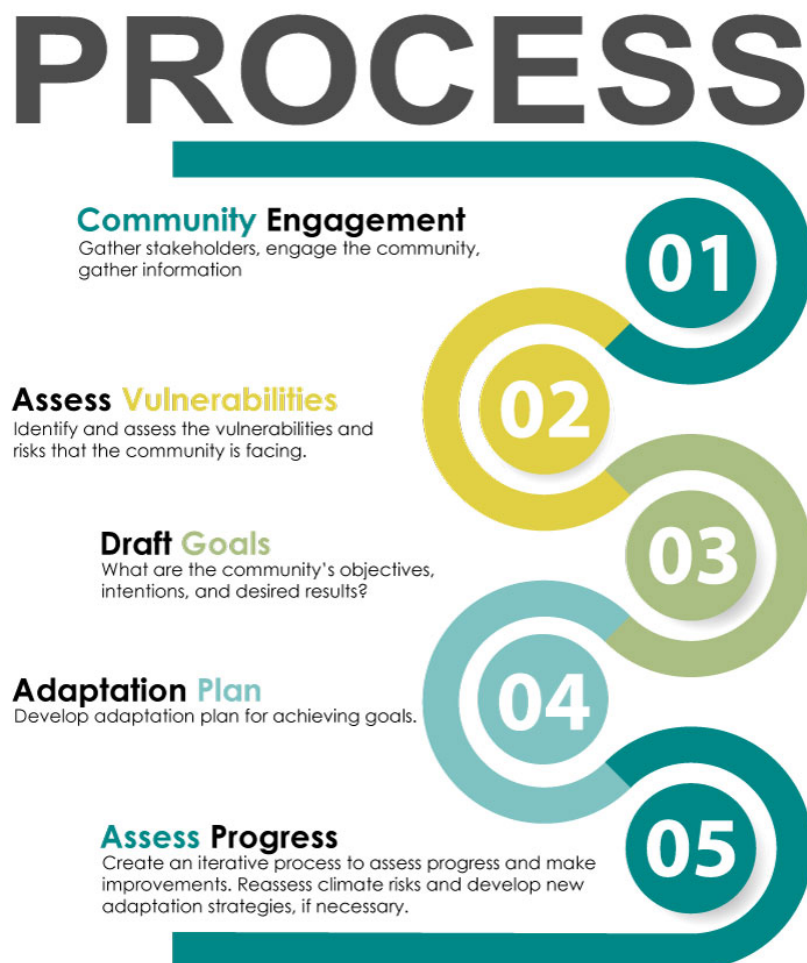 PROCESS
Community Engagement
Gather stakeholders, engage the community,
gather information
01
Assess Vulnerabilities
Identify and assess the vulnerabilities and
risks that the community is facing.
02
Draft Goals
What are the community’s objectives,
intentions, and desired results?
03
Adaptation Plan
Develop adaptation plan for achieving goals.
04
Assess Progress
Create an iterative process to assess progress and make
improvements. Reassess climate risks and develop new
adaptation strategies, if necessary.
05